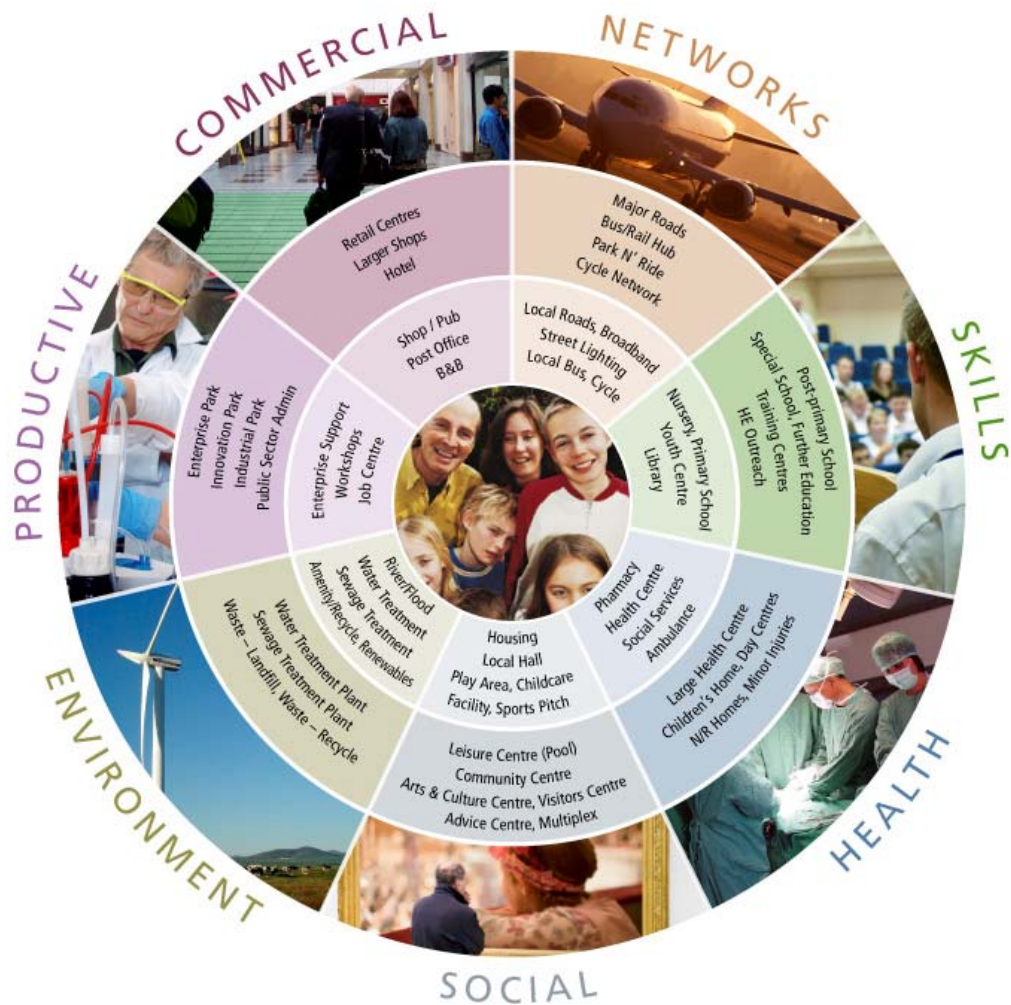 COMMERCIAL
NETWORKS
SKILLS
HEALTH
SOCIAL
ENVIRONMENT
PRODUCTIVE
Retail Centres
Larger Shops
Hotel
Shop / Pub
Post Office
B&B
Major Roads
Bus/Rail Hub
Park N' Ride
Cycle Network
Local Roads, Broadband
Street Lighting
Local Bus, Cycle
Post-primary School
Special School, Further Education
Training Centres
HE Outreach
Nursery, Primary School
Youth Centre
Library
Pharmacy
Health Centre
Social Services
Ambulance
Large Health Centre
Children's Home, Day Centres
N/R Homes, Minor Injuries
Housing
Local Hall
Play Area, Childcare
Facility, Sports Pitch
Leisure Centre (Pool)
Community Centre
Arts & Culture Centre, Visitors Centre
Advice Centre, Multiplex
River/Flood
Water Treatment
Sewage Treatment
Amenity/Recycle, Renewables
Water Treatment Plant
Sewage Treatment Plant
Waste – Landfill, Waste – Recycle
Enterprise Park
Innovation Park
Industrial Park
Public Sector Admin
Enterprise Support
Workshops
Job Centre